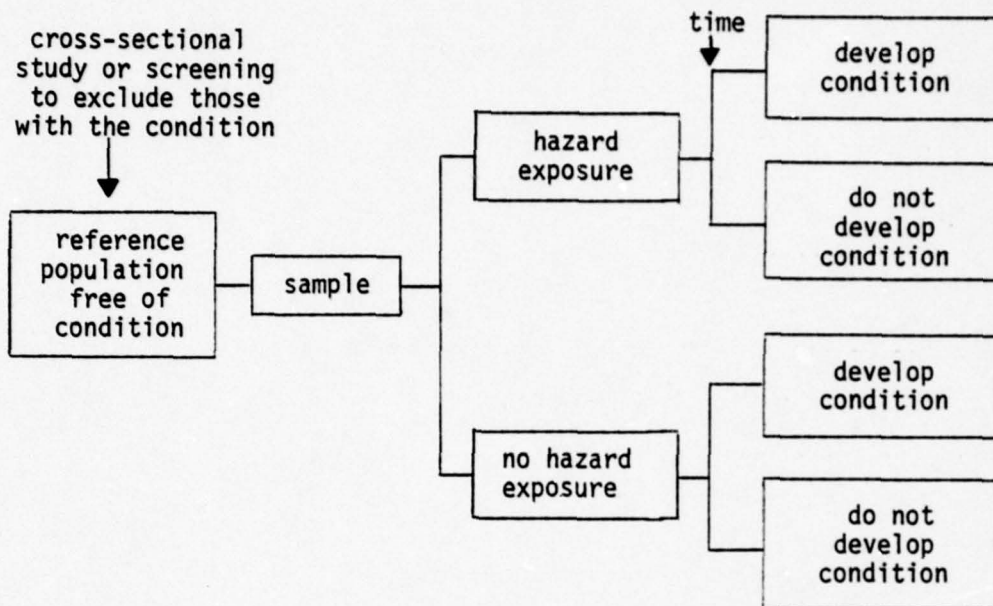 cross-sectional
study or screening
to exclude those
with the condition
reference
population
free of
condition
sample
hazard
exposure
no hazard
exposure
time
develop
condition
do not
develop
condition
develop
condition
do not
develop
condition